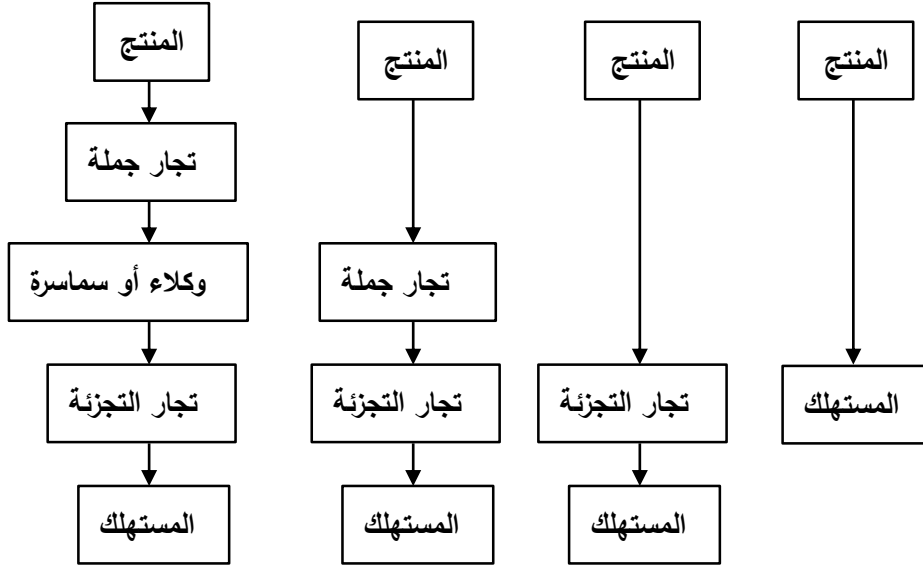 المنتج
المستهلك
المنتج
تجار التجزئة
المستهلك
المنتج
تجار جملة
تجار التجزئة
المستهلك
المنتج
تجار جملة
وكلاء أو سماسرة
تجار التجزئة
المستهلك